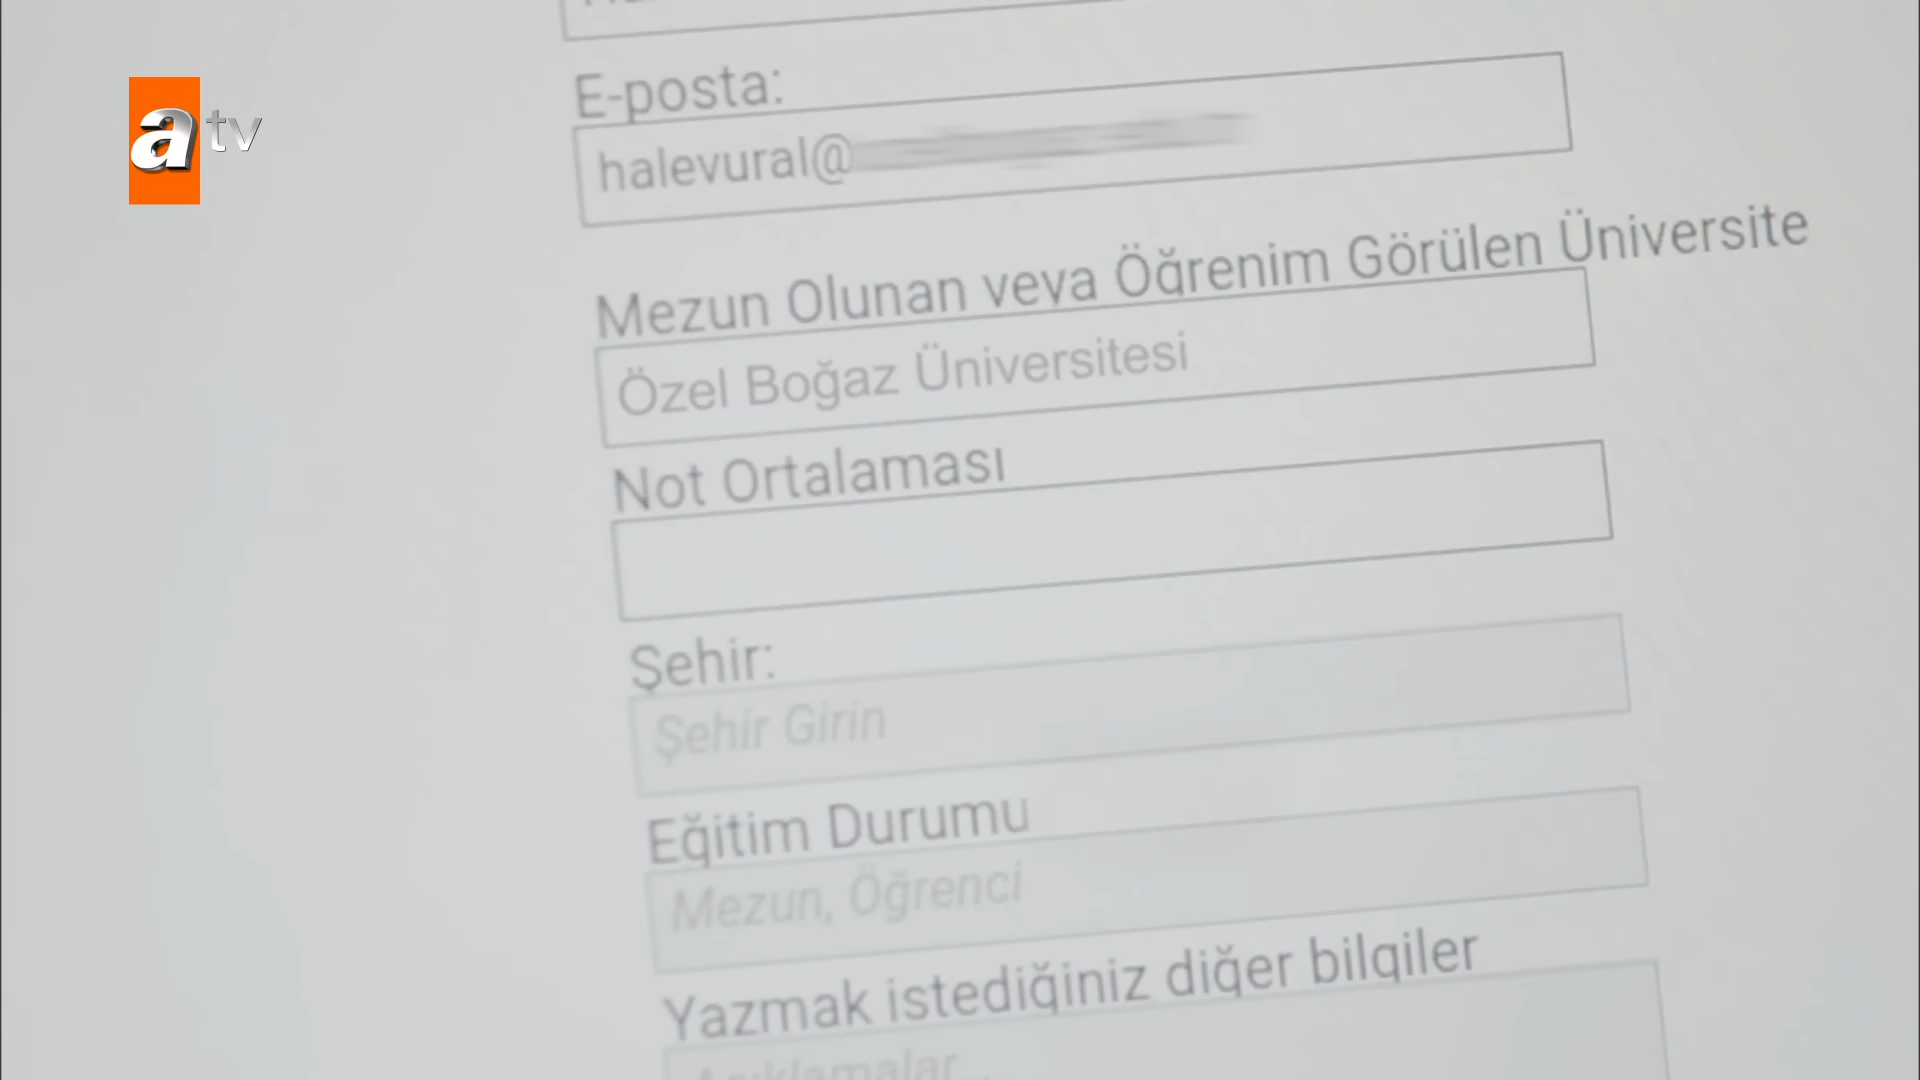 atv
E-posta:
halevural@
Mezun Olunan veya Öğrenim Görülen Üniversite
Özel Boğaz Üniversitesi
Not Ortalaması
Şehir:
Şehir Girin
Eğitim Durumu
Mezun, Öğrenci
Yazmak istediğiniz diğer bilgiler
Açıklamalar...